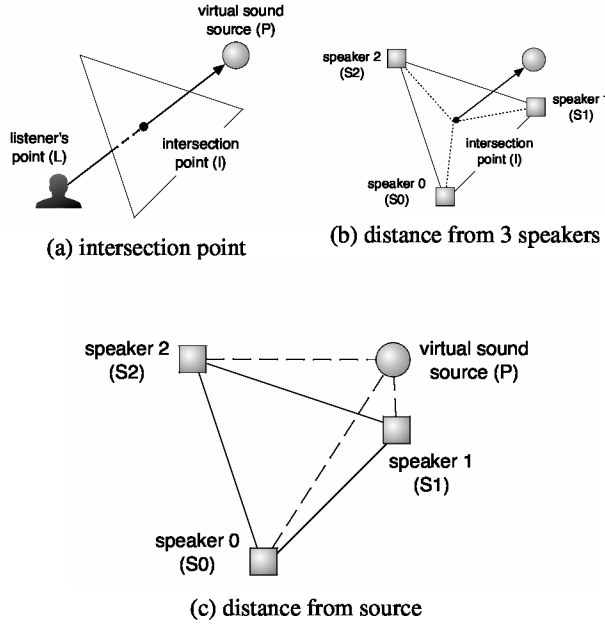 virtual sound
source (P)
listener's
point (L)
intersection
point (I)
(a) intersection point
speaker 2
(S2)
speaker
(S1)
intersection
point (I)
speaker 0
(S0)
(b) distance from 3 speakers
speaker 2
(S2)
virtual sound
source (P)
speaker 1
(S1)
speaker 0
(S0)
(c) distance from source